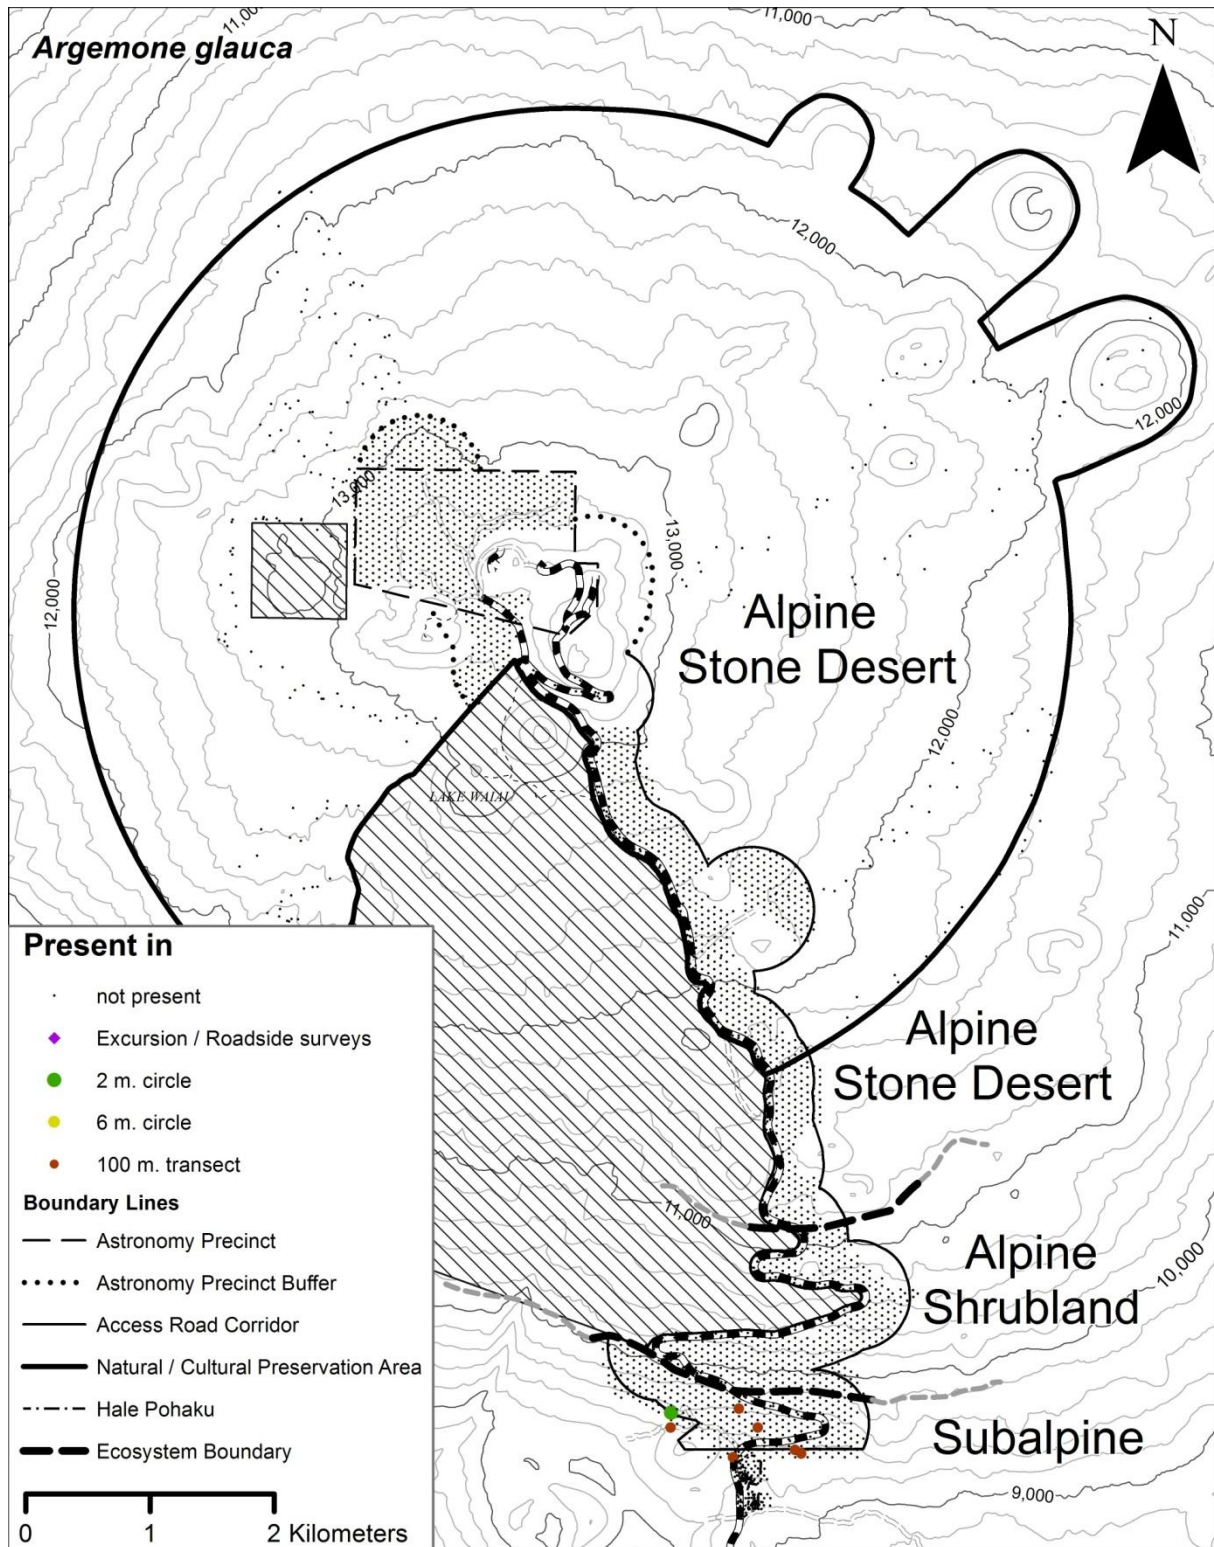 11,000
11,000
Argemone glauca
N
12,000
12,000
13,000
13,000
12,000
Alpine
Stone Desert
12,000
LAKE WAIAU
11,000
Present in
not present
Excursion / Roadside surveys
2 m. circle
6 m. circle
100 m. transect
Boundary Lines
Astronomy Precinct
Astronomy Precinct Buffer
Access Road Corridor
Natural / Cultural Preservation Area
Hale Pohaku
Ecosystem Boundary
0 1 2 Kilometers
Alpine
Stone Desert
11,000
Alpine
Shrubland
10,000
Subalpine
9,000